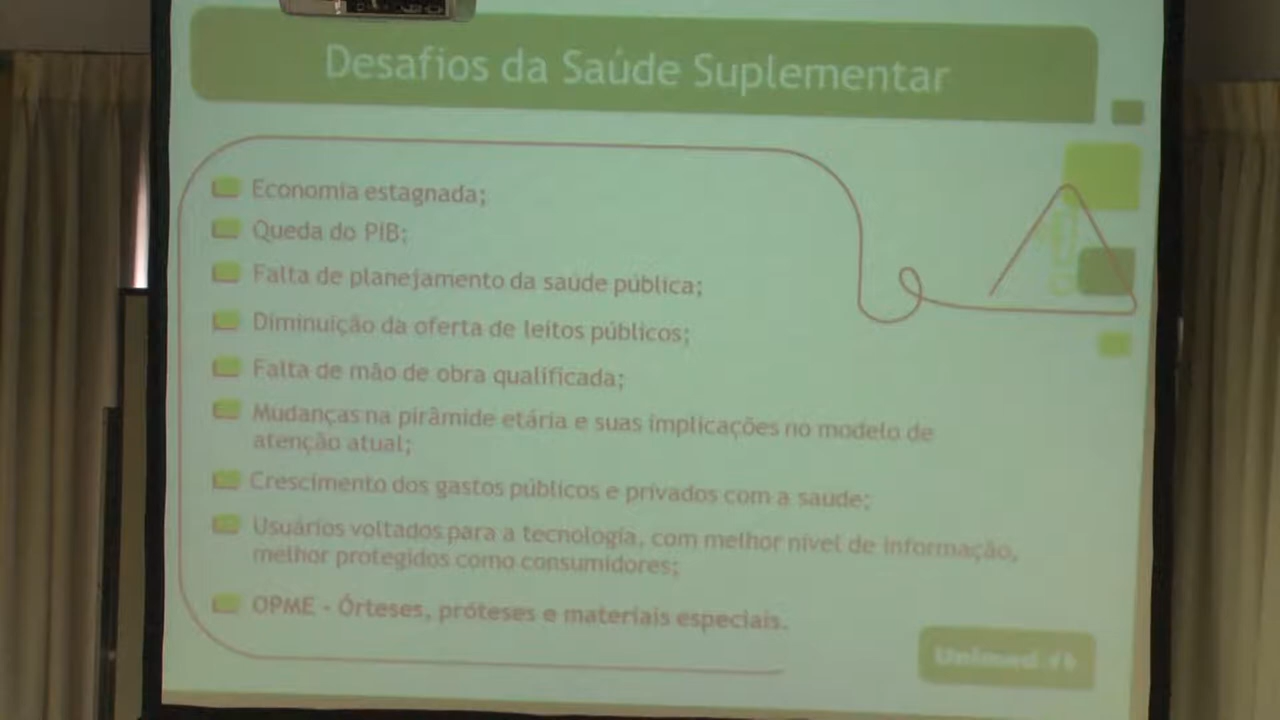 Desafios da Saúde Suplementar
Economia estagnada;
Queda do PIB;
Falta de planejamento da saúde pública;
Diminuição da oferta de leitos públicos;
Falta de mão de obra qualificada;
Mudanças na pirâmide etária e suas implicações no modelo de
atenção atual;
Crescimento dos gastos públicos e privados com a saúde;
Usuários voltados para a tecnologia, com melhor nível de informação,
melhor protegidos como consumidores;
OPME - Órteses, próteses e materiais especiais.
Unimed